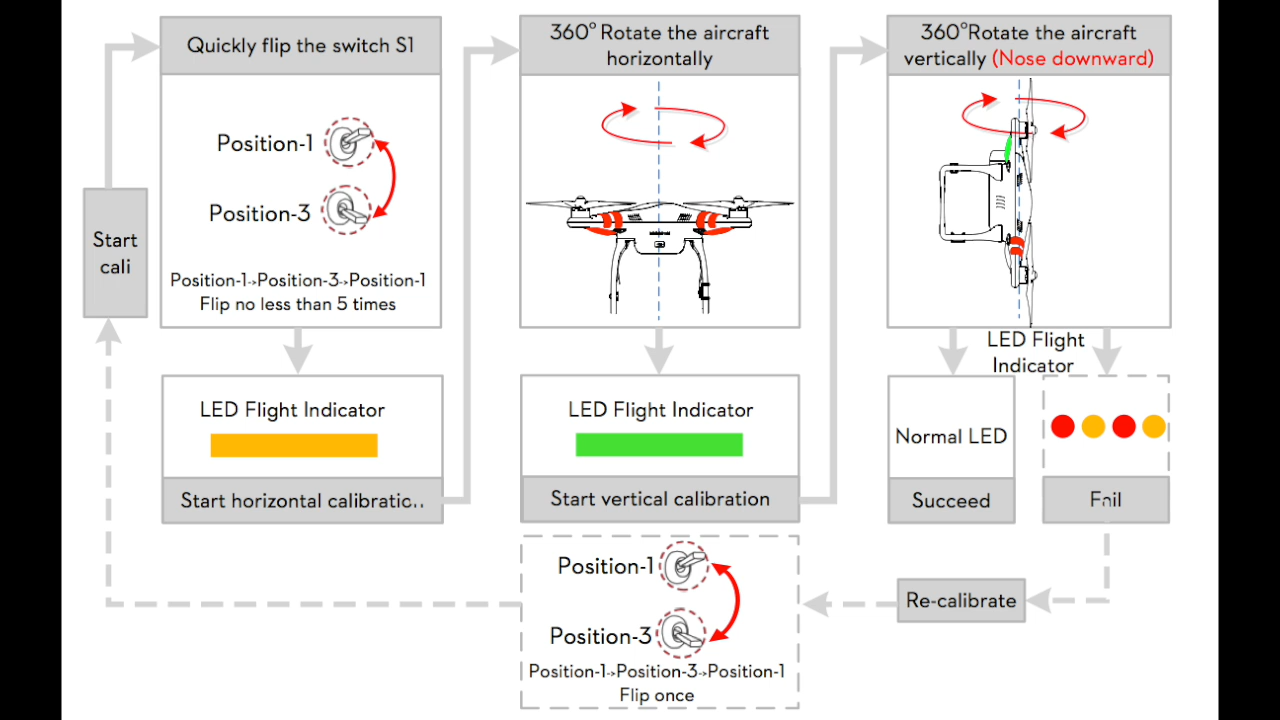 Start
cali
Quickly flip the switch S1
Position-1
Position-3
Position-1->Position-3->Position-1
Flip no less than 5 times
LED Flight Indicator
Start horizontal calibration
360° Rotate the aircraft
horizontally
LED Flight Indicator
Start vertical calibration
360°Rotate the aircraft
vertically (Nose downward)
LED Flight
Indicator
Normal LED
Succeed
Fail
Re-calibrate
Position-1
Position-3
Position-1->Position-3->Position-1
Flip once